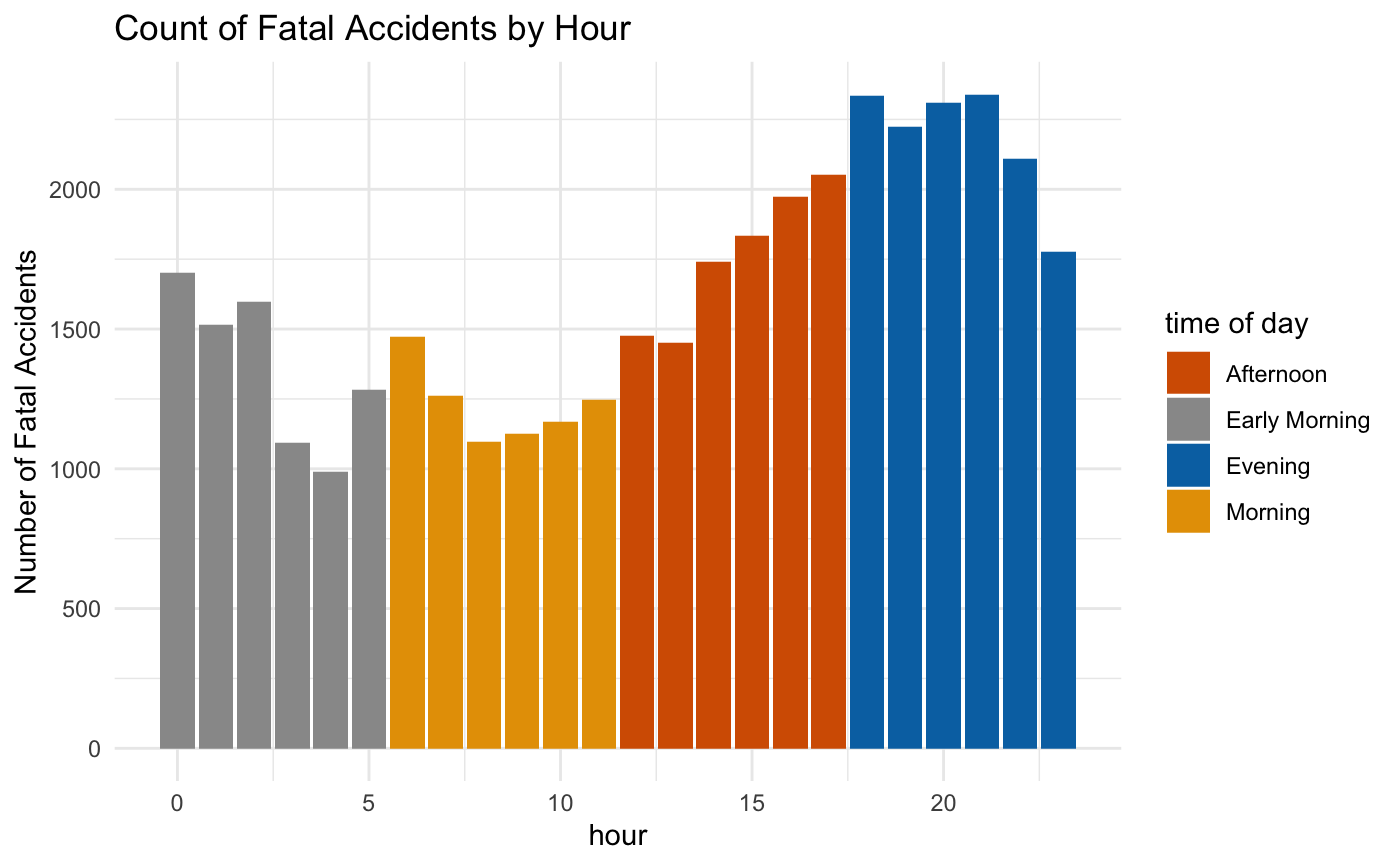 Count of Fatal Accidents by Hour
Number of Fatal Accidents
2000
1500
1000
500
0
0 5 10 15 20
hour
time of day
Afternoon
Early Morning
Evening
Morning